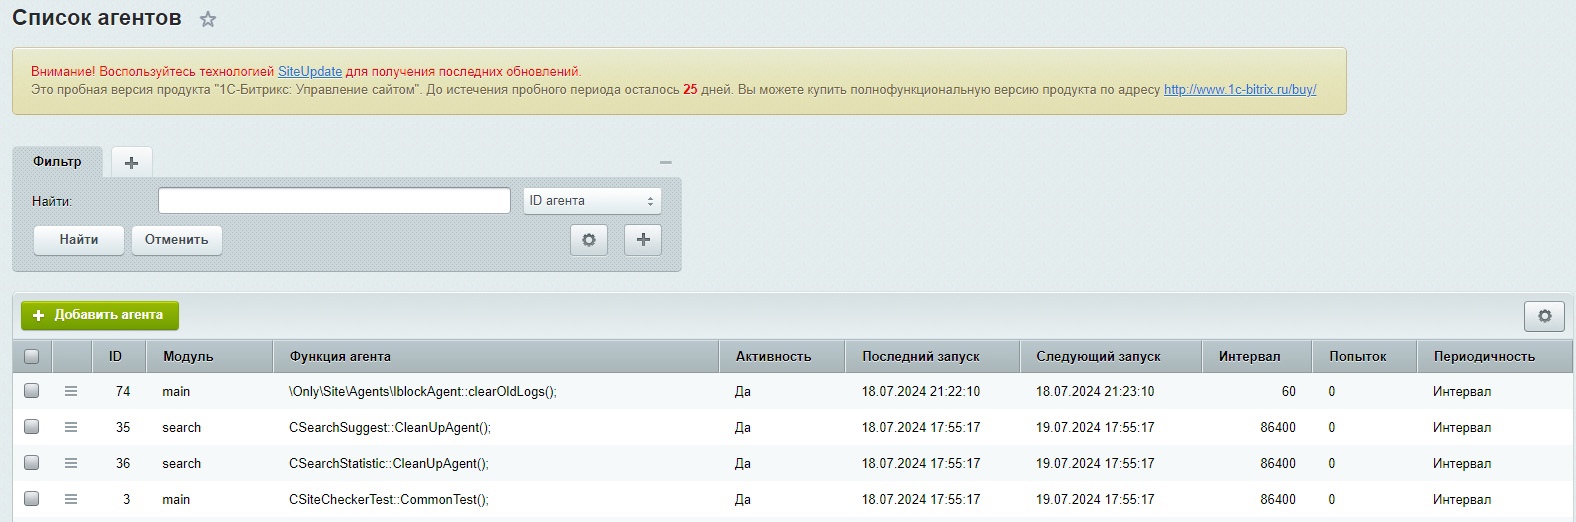 Список агентов
Внимание! Воспользуйтесь технологией SiteUpdate для получения последних обновлений.
Это пробная версия продукта "1С-Битрикс: Управление сайтом". До истечения пробного периода осталось 25 дней. Вы можете купить полнофункциональную версию продукта по адресу http://www.1c-bitrix.ru/buy/
Фильтр
Найти: ID агента
Найти Отменить
Добавить агента
ID Модуль Функция агента Активность Последний запуск Следующий запуск Интервал Попыток Периодичность
74 main \Only\Site\Agents\IblockAgent::clearOldLogs(); Да 18.07.2024 21:22:10 18.07.2024 21:23:10 60 0 Интервал
35 search CSearchSuggest::CleanUpAgent(); Да 18.07.2024 17:55:17 19.07.2024 17:55:17 86400 0 Интервал
36 search CSearchStatistic::CleanUpAgent(); Да 18.07.2024 17:55:17 19.07.2024 17:55:17 86400 0 Интервал
3 main CSiteCheckerTest::CommonTest(); Да 18.07.2024 17:55:17 19.07.2024 17:55:17 86400 0 Интервал